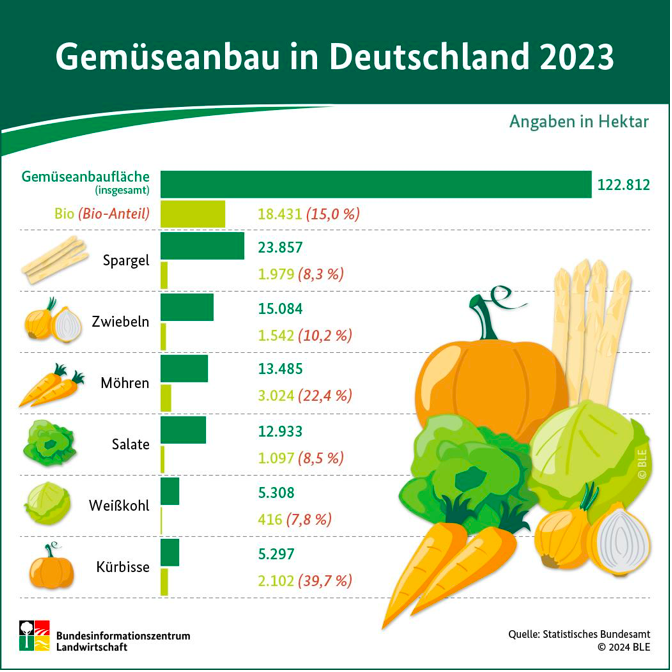 Gemüseanbau in Deutschland 2023
Angaben in Hektar
Gemüseanbaufläche
(insgesamt)
122.812
Bio (Bio-Anteil)
18.431 (15,0 %)
Spargel
23.857
1.979 (8,3 %)
Zwiebeln
15.084
1.542 (10,2 %)
Möhren
13.485
3.024 (22,4 %)
Salate
12.933
1.097 (8,5 %)
Weißkohl
5.308
416 (7,8 %)
Kürbisse
5.297
2.102 (39,7 %)
© BLE
Bundesinformationszentrum
Landwirtschaft
Quelle: Statistisches Bundesamt
© 2024 BLE